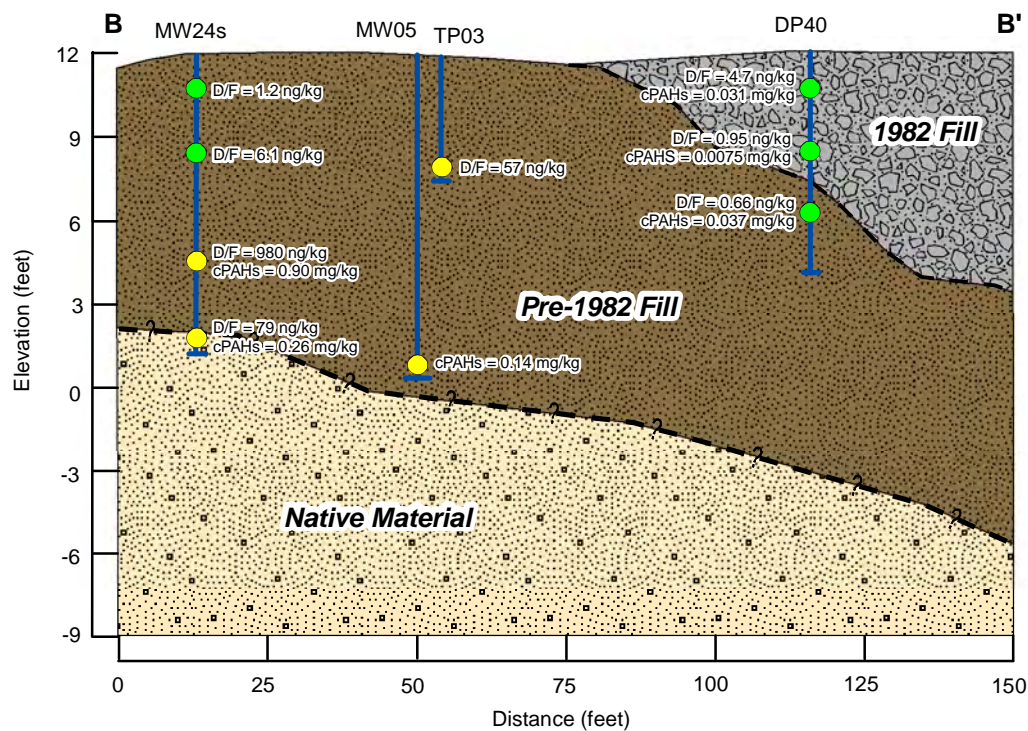 B
B'
MW24s
MW05
TP03
DP40
12
9
6
3
0
-3
-6
-9
Elevation (feet)
D/F = 1.2 ng/kg
D/F = 6.1 ng/kg
D/F = 980 ng/kg
cPAHs = 0.90 mg/kg
D/F = 79 ng/kg
cPAHs = 0.26 mg/kg
D/F = 57 ng/kg
cPAHs = 0.14 mg/kg
D/F = 4.7 ng/kg
cPAHs = 0.031 mg/kg
D/F = 0.95 ng/kg
cPAHS = 0.0075 mg/kg
D/F = 0.66 ng/kg
cPAHs = 0.037 mg/kg
1982 Fill
Pre-1982 Fill
Native Material
? ? ? ? ? ? ? ? ?
0 25 50 75 100 125 150
Distance (feet)